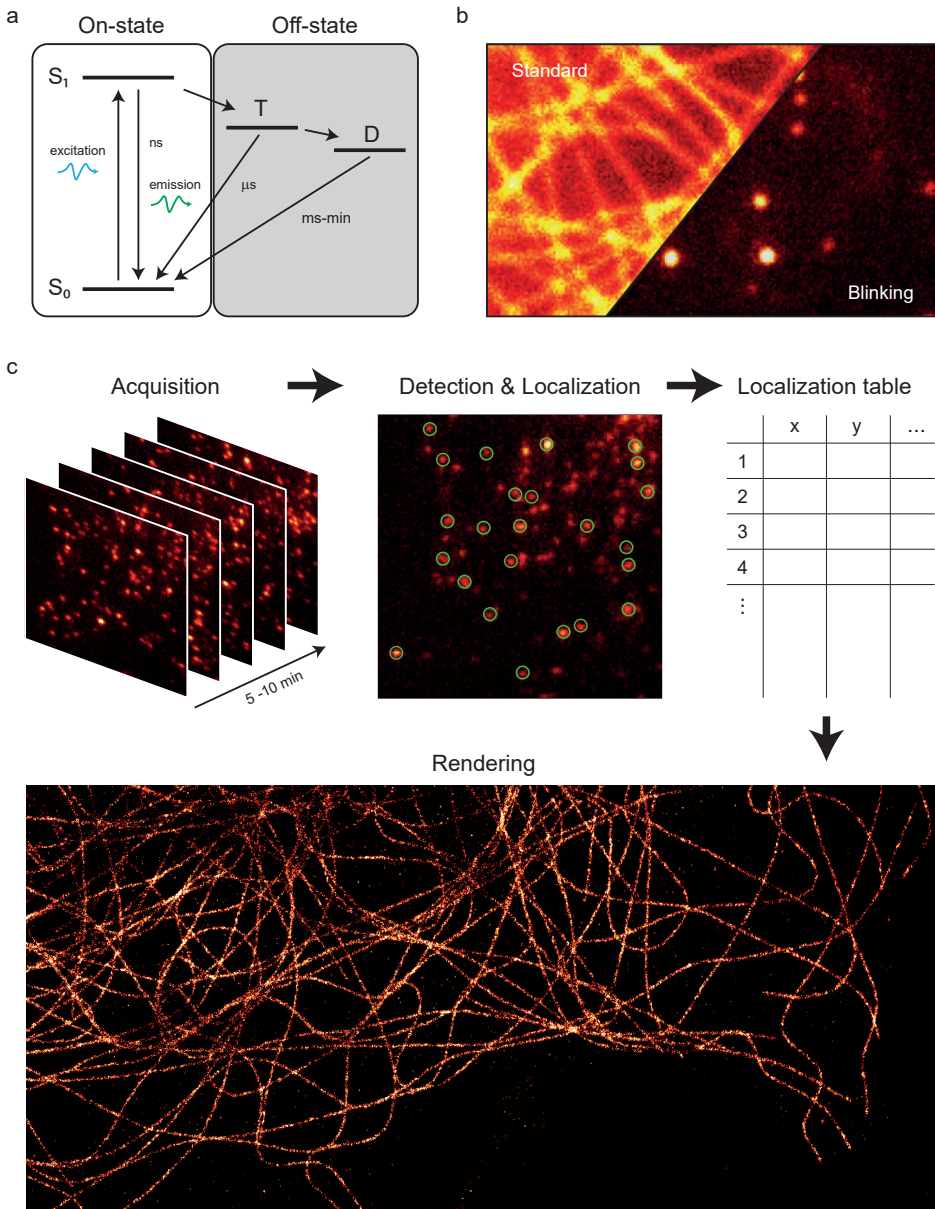 a
On-state
Off-state
S1
T
D
excitation
ns
emission
μs
ms-min
S0
b
Standard
Blinking
c
Acquisition
Detection & Localization
Localization table
x
y
...
1
2
3
4
⋮
5 -10 min
Rendering